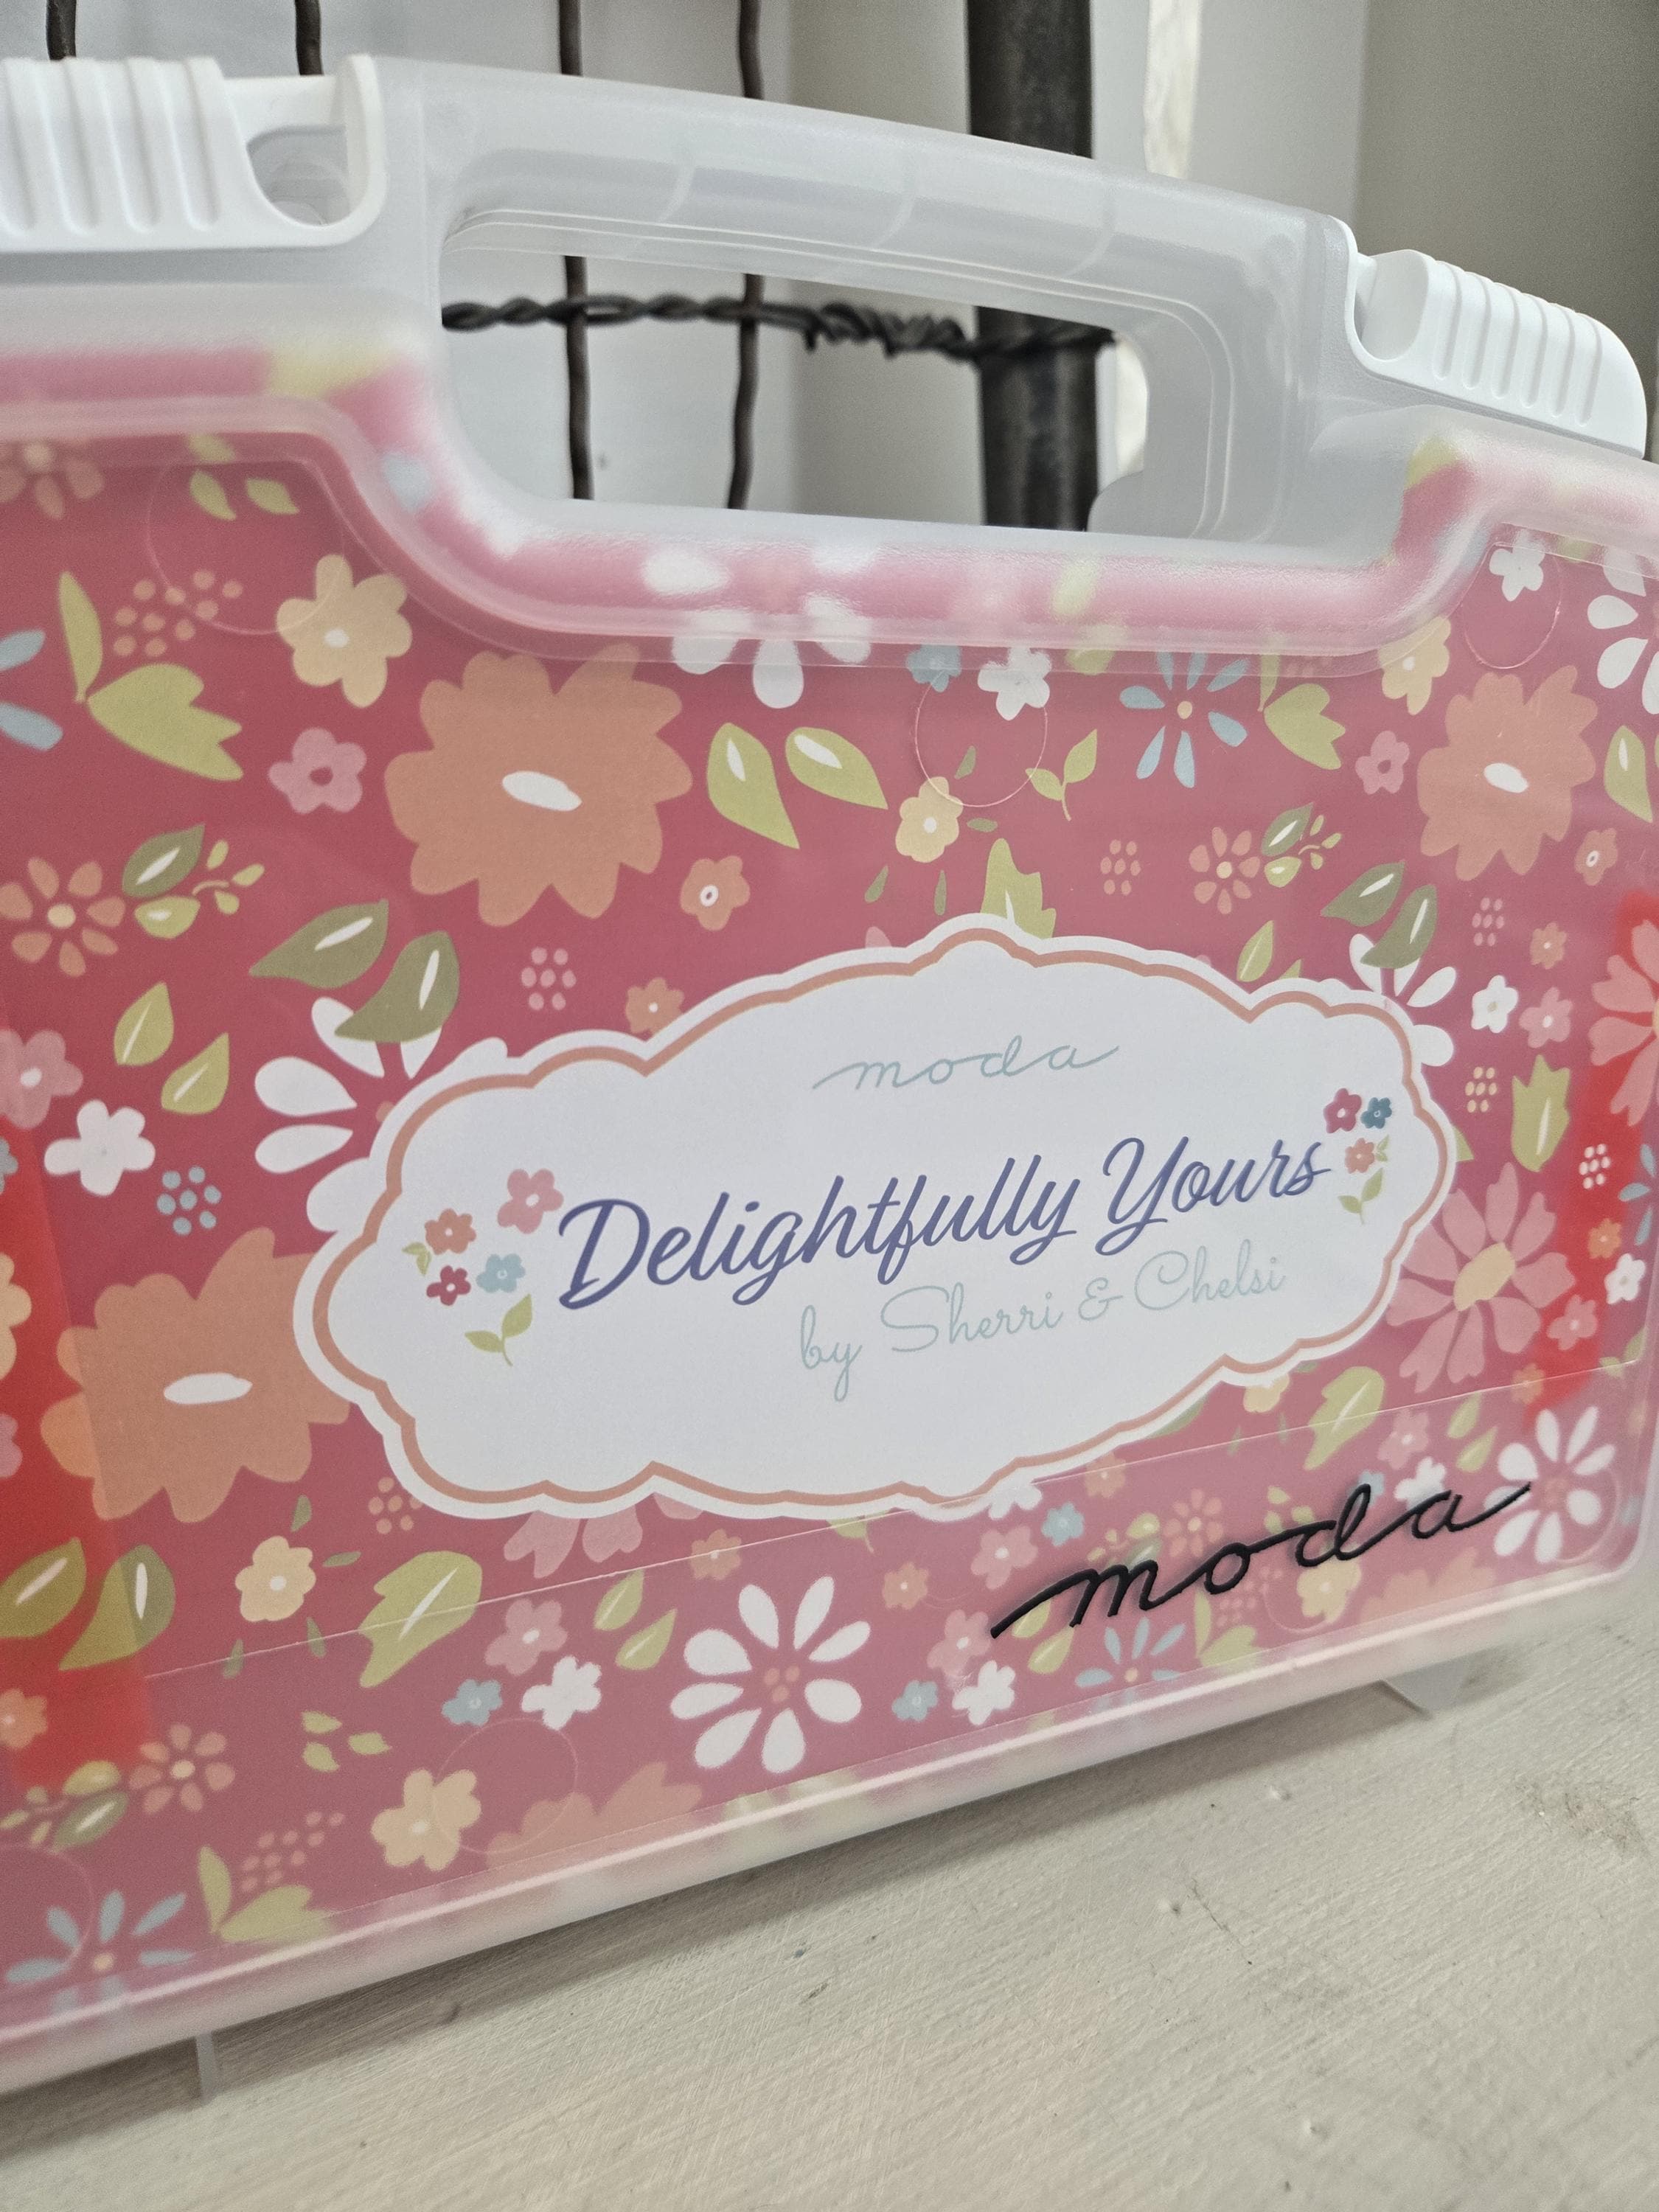 moda
Delightfully Yours
by Sherri & Chelsi
moda